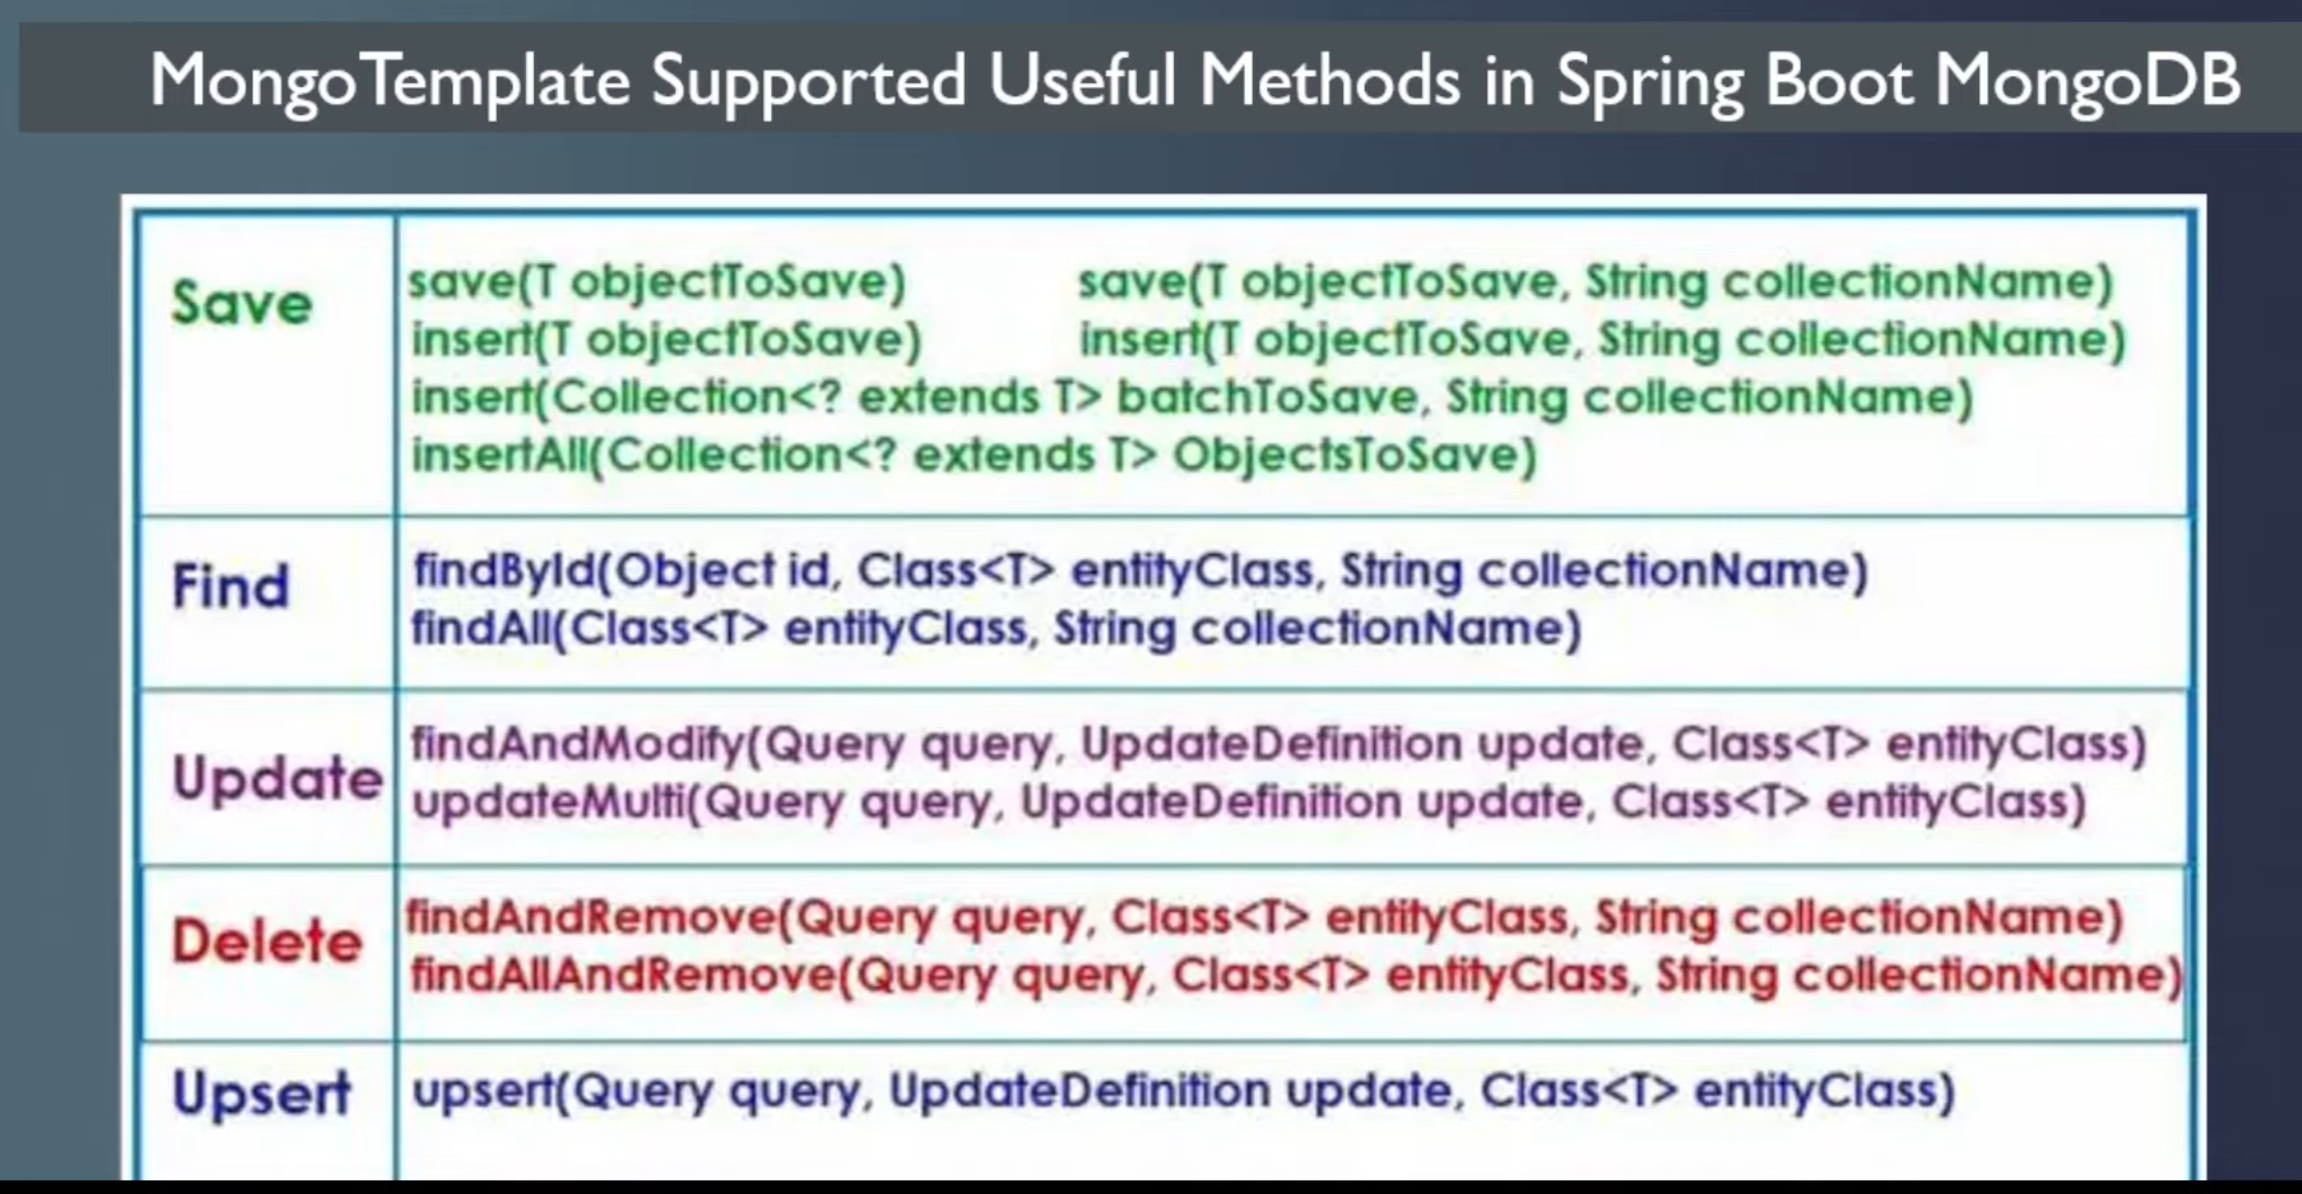 MongoTemplate Supported Useful Methods in Spring Boot MongoDB
Save
save(T objectToSave) save(T objectToSave, String collectionName)
insert(T objectToSave) insert(T objectToSave, String collectionName)
insert(Collection<? extends T> batchToSave, String collectionName)
insertAll(Collection<? extends T> ObjectsToSave)
Find
findById(Object id, Class<T> entityClass, String collectionName)
findAll(Class<T> entityClass, String collectionName)
Update
findAndModify(Query query, UpdateDefinition update, Class<T> entityClass)
updateMulti(Query query, UpdateDefinition update, Class<T> entityClass)
Delete
findAndRemove(Query query, Class<T> entityClass, String collectionName)
findAllAndRemove(Query query, Class<T> entityClass, String collectionName)
Upsert
upsert(Query query, UpdateDefinition update, Class<T> entityClass)